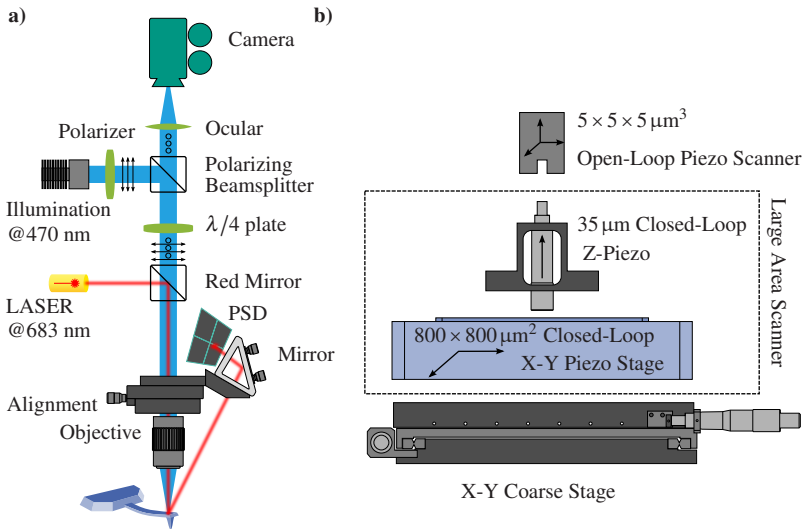 a)
Camera
Ocular
Polarizer
Polarizing
Beamsplitter
Illumination
@470 nm
λ/4 plate
Red Mirror
LASER
@683 nm
PSD
Mirror
Alignment
Objective
b)
5 × 5 × 5 μm³
Open-Loop Piezo Scanner
35 μm Closed-Loop
Z-Piezo
800 × 800 μm² Closed-Loop
X-Y Piezo Stage
Large Area Scanner
X-Y Coarse Stage